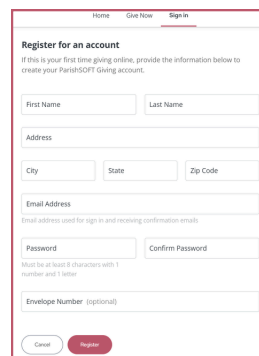 Home Give Now Sign in
Register for an account
If this is your first time giving online, provide the information below to
create your ParishSOFT Giving account.
First Name Last Name
Address
City State Zip Code
Email Address
Email address used for sign in and receiving confirmation emails
Password Confirm Password
Must be at least 8 characters with 1
number and 1 letter
Envelope Number (optional)
Cancel Register